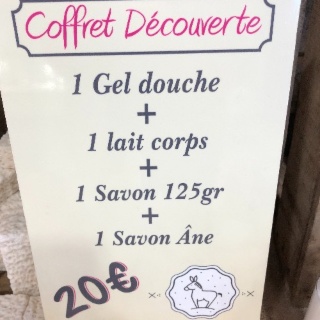 Coffret Découverte
1 Gel douche
+
1 lait corps
+
1 Savon 125gr
+
1 Savon Âne
20€